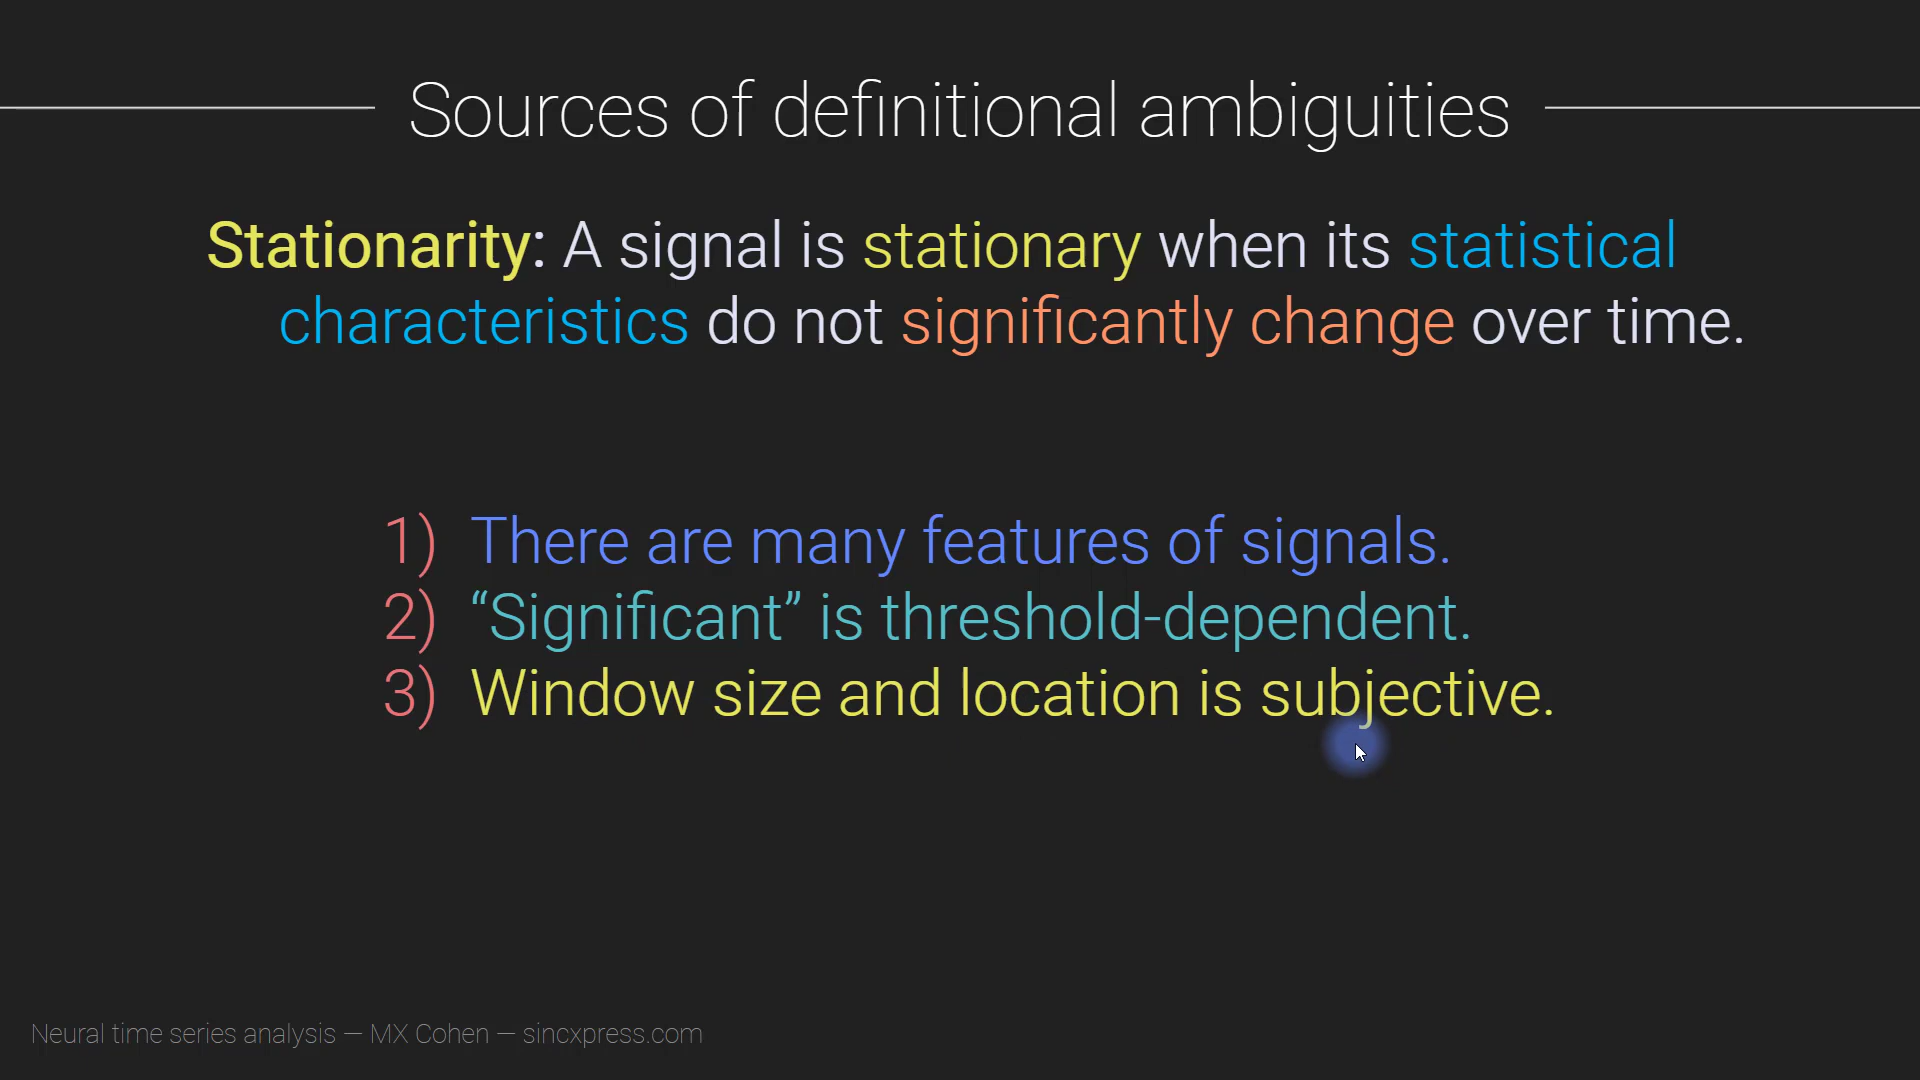 Sources of definitional ambiguities
Stationarity: A signal is stationary when its statistical
characteristics do not significantly change over time.
1) There are many features of signals.
2) “Significant” is threshold-dependent.
3) Window size and location is subjective.
Neural time series analysis — MX Cohen — sincxpress.com